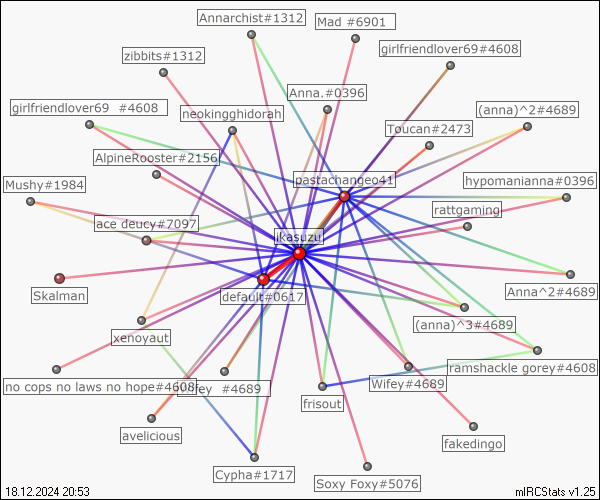 Annarchist#1312
Mad #6901
girlfriendlover69#4608
zibbits#1312
Anna.#0396
girlfriendlover69 #4608
neokingghidorah
(anna)^2#4689
Toucan#2473
AlpineRooster#2156
pastachangeo41
hypomanianna#0396
Mushy#1984
rattgaming
ace deucy#7097
ikasuzu
Anna^2#4689
Skalman
default#0617
(anna)^3#4689
xenoyaut
ramshackle gorey#4608
no cops no laws no hope#4608
#4689
Wifey#4689
frisout
avelicious
fakedingo
Cypha#1717
Soxy Foxy#5076
18.12.2024 20:53
mIRCStats v1.25